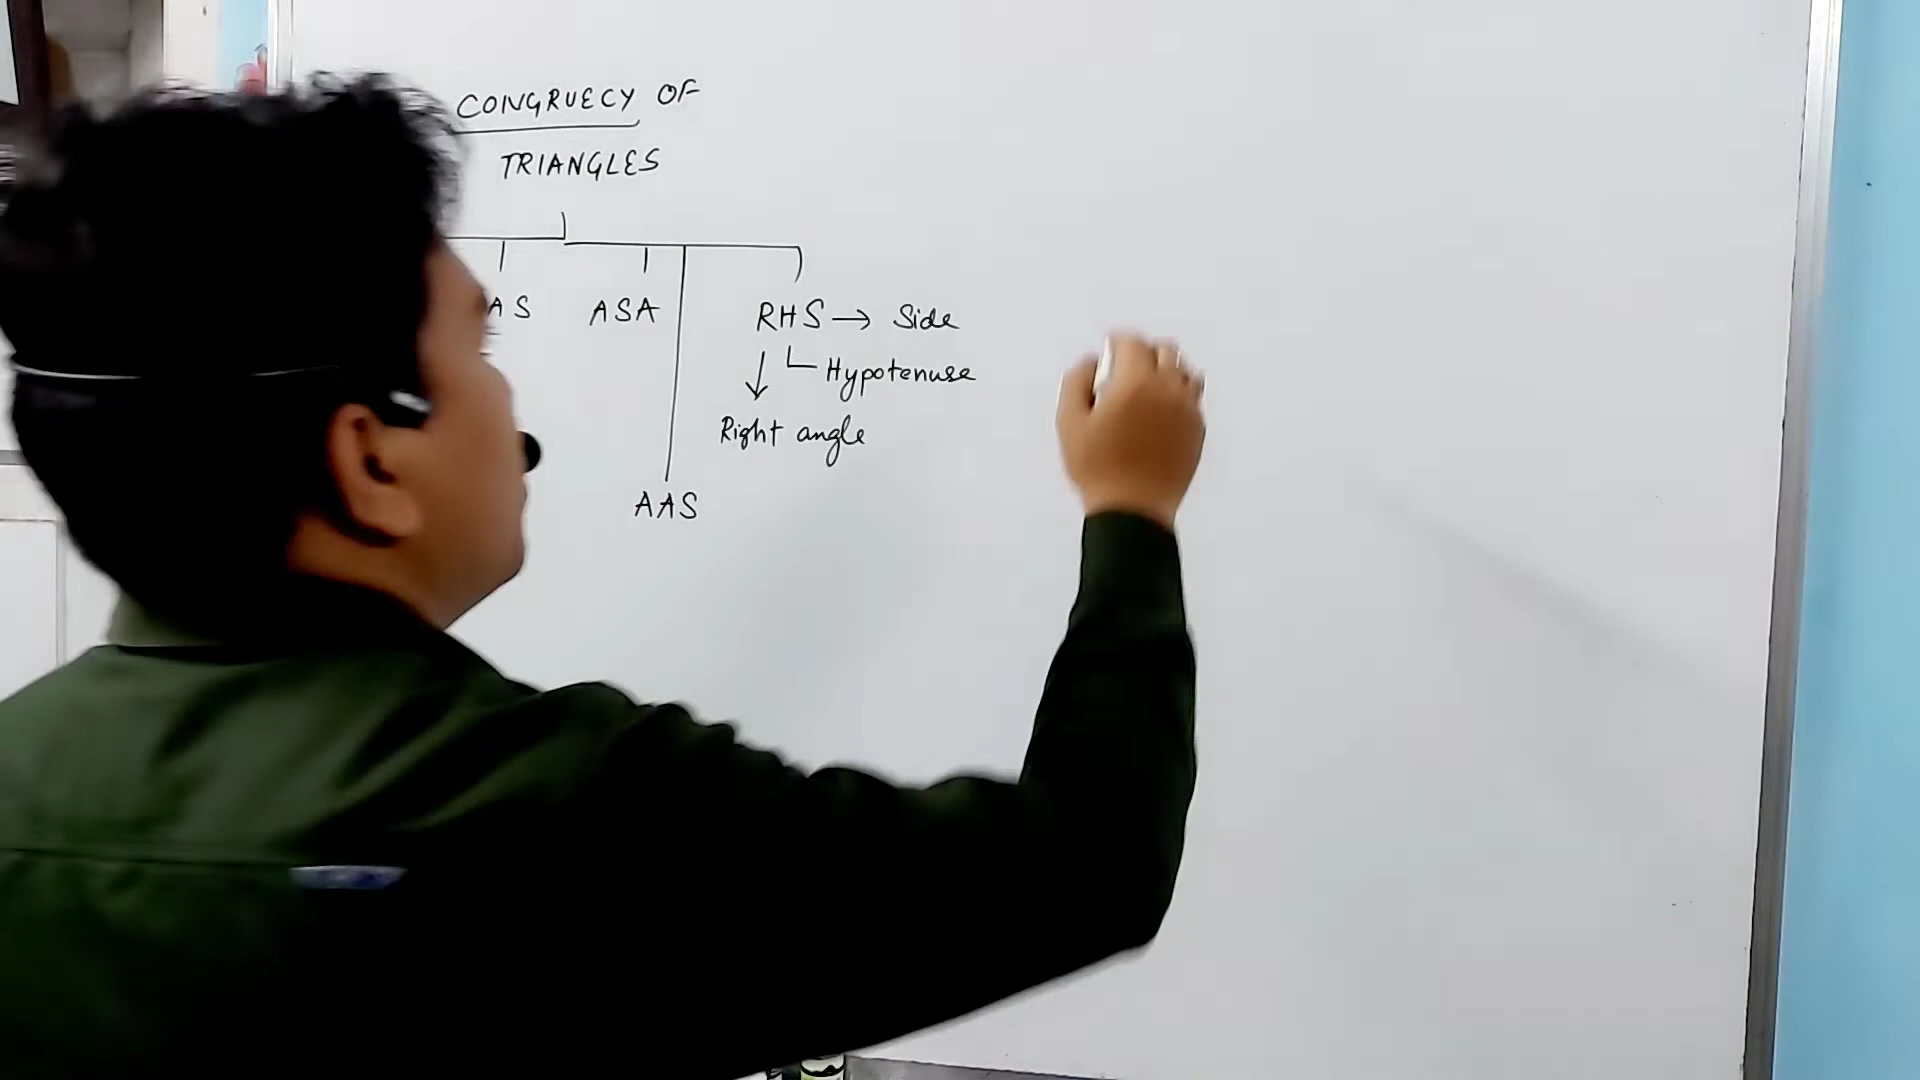 CONGRUECY OF
TRIANGLES
AS ASA RHS → Side
Hypotenuse
Right angle
AAS